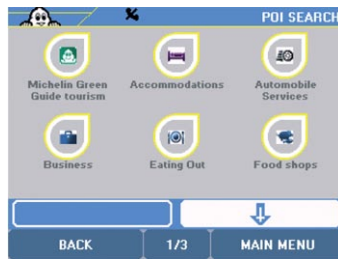 POI SEARCH
Michelin Green
Guide tourism
Accommodations
Automobile
Services
Business
Eating Out
Food shops
BACK
1/3
MAIN MENU